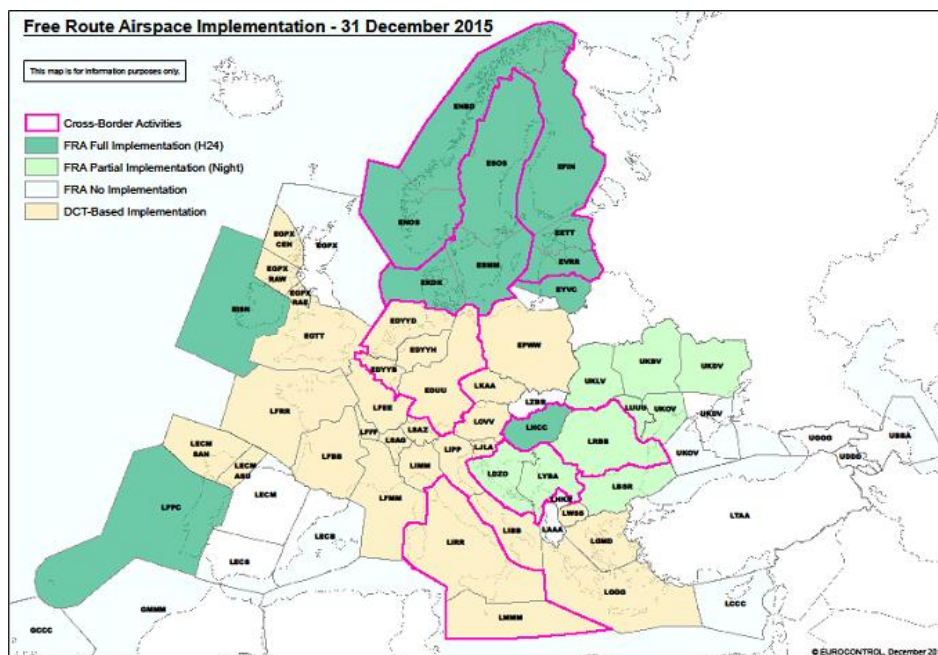 Free Route Airspace Implementation - 31 December 2015
This map is for information purposes only.
Cross-Border Activities
FRA Full Implementation (H24)
FRA Partial Implementation (Night)
FRA No Implementation
DCT-Based Implementation
ENBD
ESOS
EFIN
ENOS
EETT
EVRR
EKDK
ESMM
EYVC
EGPX
CEN
EGPX
EGPX
RAW
EGPX
RAE
EISN
EGTT
EDYYD
EDYYH
EDYYB
EDUU
EPWW
LKAA
LZBB
UKLV
UKBV
UKDV
LUUG
UKOV
UKDV
UKOV
LFRR
LFEE
LFFF
LSAZ
LSAG
LOVV
LHCC
LRBB
LFBB
LIMM
LIPP
LJLA
LDZO
LYBA
LBSR
LECM
SAN
LECM
ASU
LECM
LFMM
LPPC
LECS
LECB
LIRR
LIBB
LWSS
LAAA
LGMD
LTAA
UGGG
UDDD
UBBA
LMMM
LGGG
LCCC
GMMM
GCCC
© EUROCONTROL, December 20